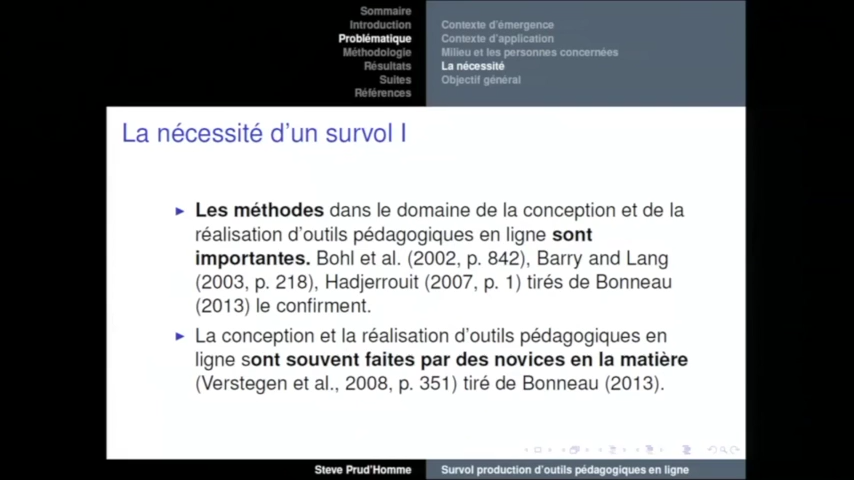 Sommaire
Introduction
Problématique
Méthodologie
Résultats
Suites
Références
Contexte d'émergence
Contexte d'application
Milieu et les personnes concernées
La nécessité
Objectif général
La nécessité d'un survol I
Les méthodes dans le domaine de la conception et de la
réalisation d'outils pédagogiques en ligne sont
importantes. Bohl et al. (2002, p. 842), Barry and Lang
(2003, p. 218), Hadjerrouit (2007, p. 1) tirés de Bonneau
(2013) le confirment.
La conception et la réalisation d'outils pédagogiques en
ligne sont souvent faites par des novices en la matière
(Verstegen et al., 2008, p. 351) tiré de Bonneau (2013).
Steve Prud'Homme
Survol production d'outils pédagogiques en ligne